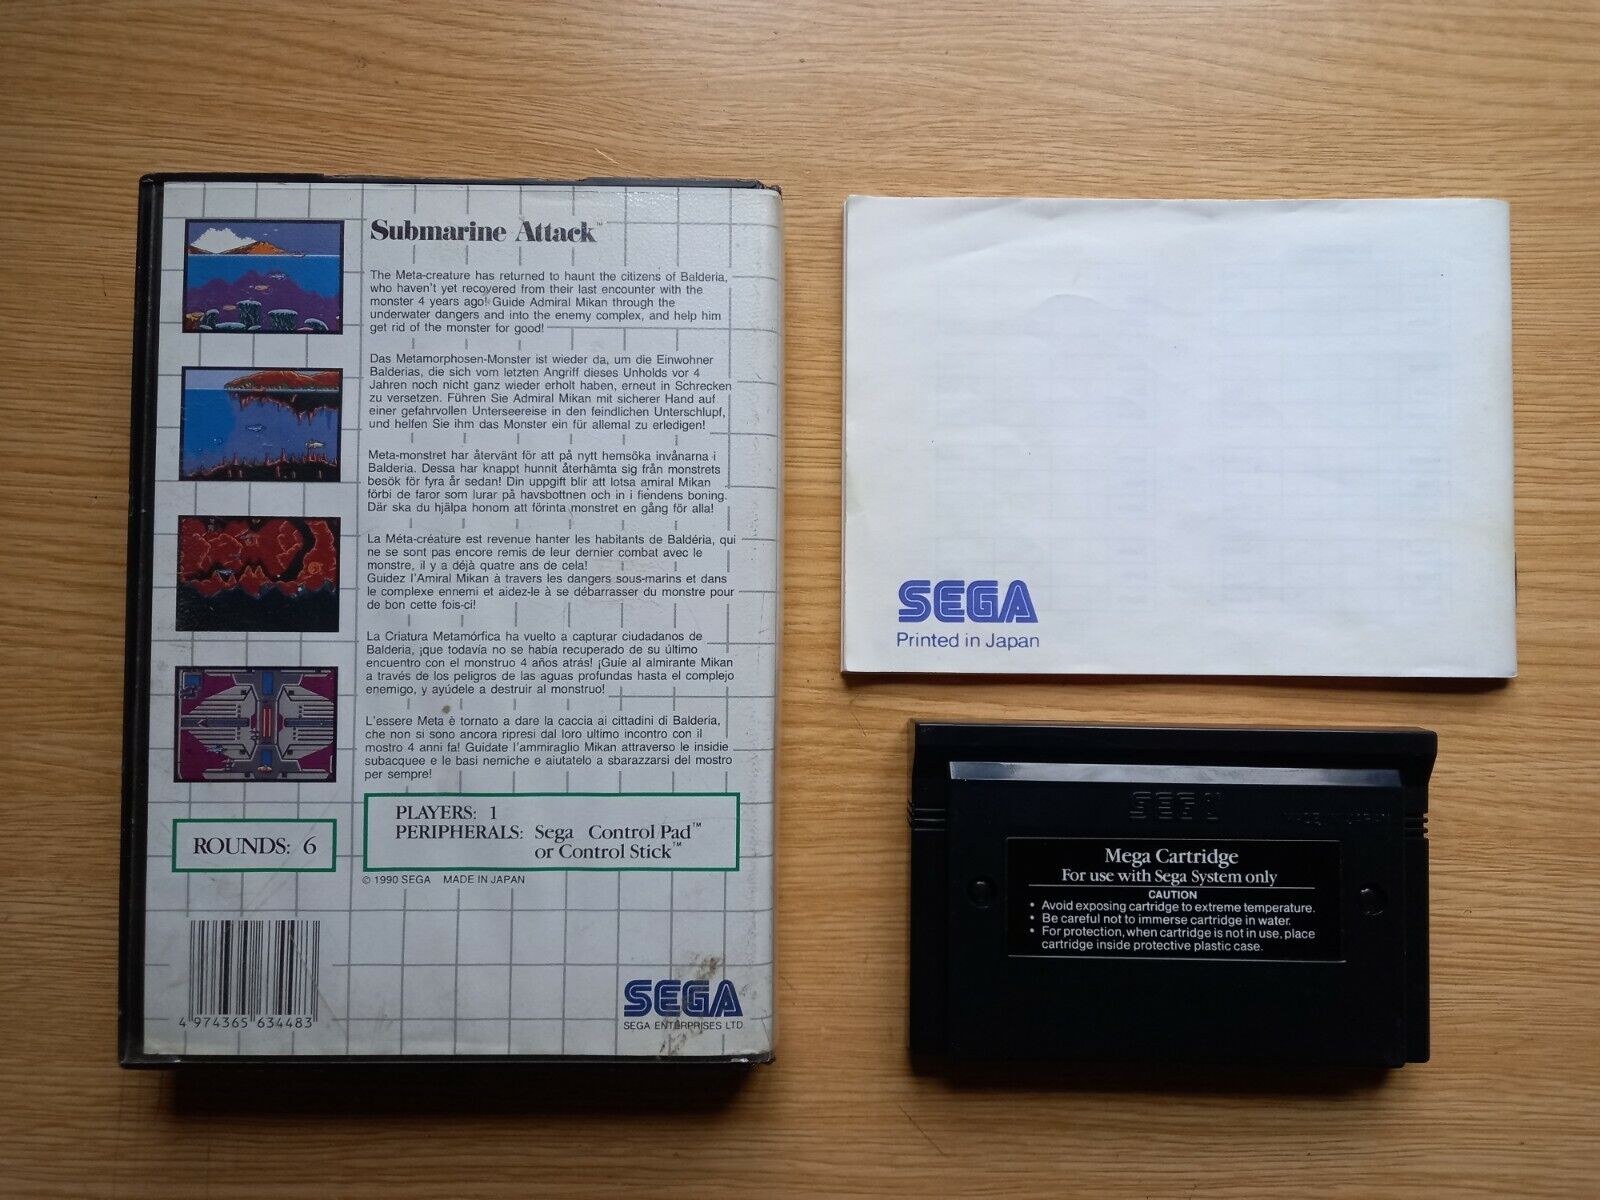 Submarine Attack™
The Meta-creature has returned to haunt the citizens of Balderia,
who haven't yet recovered from their last encounter with the
monster 4 years ago! Guide Admiral Mikan through the
underwater dangers and into the enemy complex, and help him
get rid of the monster for good!
Das Metamorphosen-Monster ist wieder da, um die Einwohner
Balderias, die sich vom letzten Angriff dieses Unholds vor 4
Jahren noch nicht ganz wieder erholt haben, erneut in Schrecken
zu versetzen. Führen Sie Admiral Mikan mit sicherer Hand auf
einer gefahrvollen Unterseereise in den feindlichen Unterschlupf,
und helfen Sie ihm das Monster ein für allemal zu erledigen!
Meta-monstret har återvänt för att på nytt hemsöka invånarna i
Balderia. Dessa har knappt hunnit återhämta sig från monstrets
besök för fyra år sedan! Din uppgift blir att lotsa amiral Mikan
förbi de faror som lurar på havsbottnen och in i fiendens boning.
Där ska du hjälpa honom att förinta monstret en gång för alla!
La Méta-créature est revenue hanter les habitants de Baldéria, qui
ne se sont pas encore remis de leur dernier combat avec le
monstre, il y a déjà quatre ans de cela!
Guidez l'Amiral Mikan à travers les dangers sous-marins et dans
le complexe ennemi et aidez-le à se débarrasser du monstre pour
de bon cette fois-ci!
La Criatura Metamórfica ha vuelto a capturar ciudadanos de
Balderia, ¡que todavía no se había recuperado de su último
encuentro con el monstruo 4 años atrás! ¡Guíe al almirante Mikan
a través de los peligros de las aguas profundas hasta el complejo
enemigo, y ayúdele a destruir al monstruo!
L'essere Meta è tornato a dare la caccia ai cittadini di Balderia,
che non si sono ancora ripresi dal loro ultimo incontro con il
mostro 4 anni fa! Guidate l'ammiraglio Mikan attraverso le insidie
subacquee e le basi nemiche e aiutatelo a sbarazzarsi del mostro
per sempre!
ROUNDS: 6
PLAYERS: 1
PERIPHERALS: Sega Control Pad™
or Control Stick™
© 1990 SEGA MADE IN JAPAN
4 974365 634483
SEGA
SEGA ENTERPRISES LTD.
SEGA
Printed in Japan
SEGA
MADE IN JAPAN
Mega Cartridge
For use with Sega System only
CAUTION
• Avoid exposing cartridge to extreme temperature.
• Be careful not to immerse cartridge in water.
• For protection, when cartridge is not in use, place
cartridge inside protective plastic case.